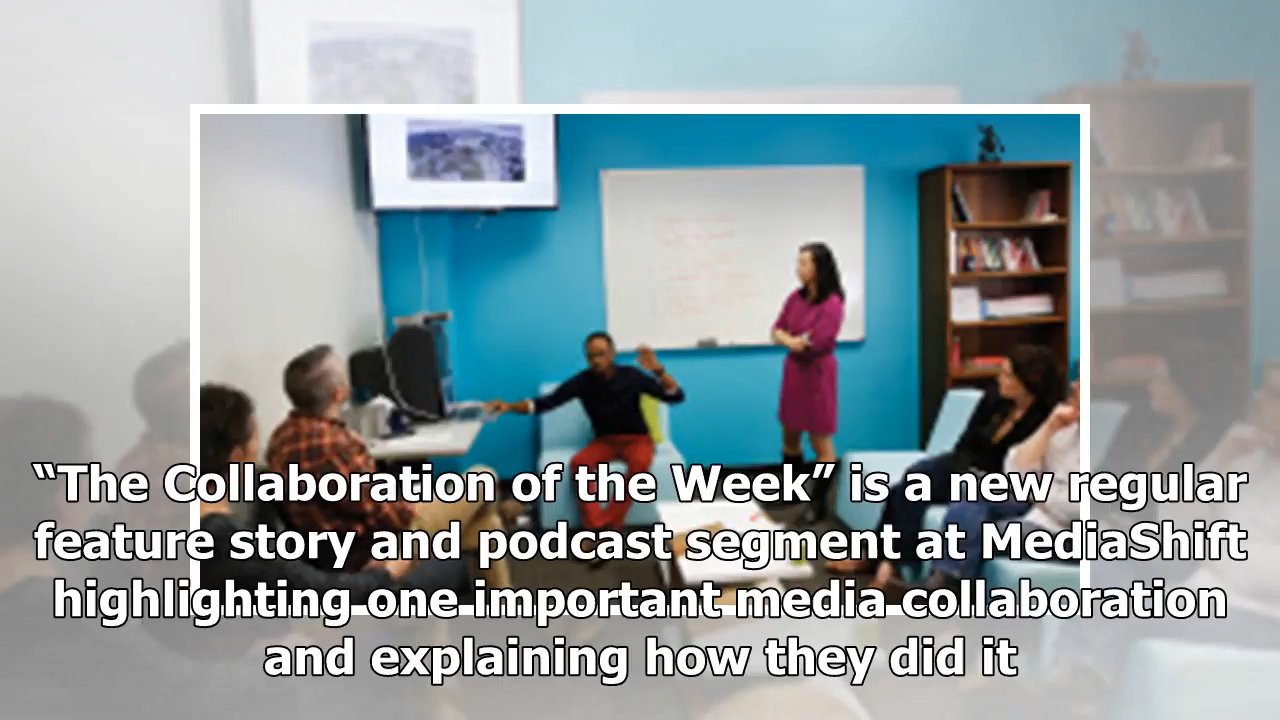 “The Collaboration of the Week” is a new regular
feature story and podcast segment at MediaShift
highlighting one important media collaboration
and explaining how they did it